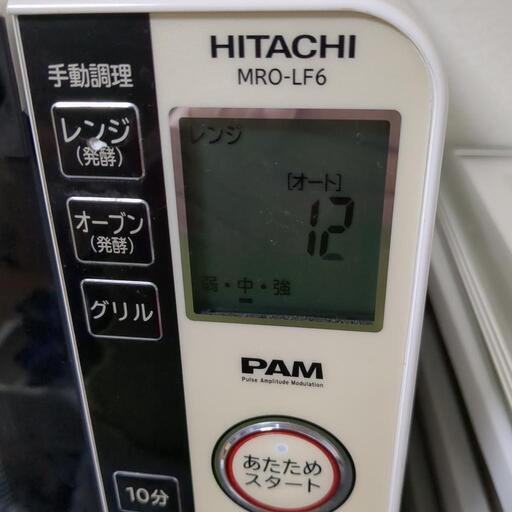 HITACHI
MRO-LF6
手動調理
レンジ
(発酵)
オーブン
(発酵)
グリル
レンジ
[オート]
12
弱・中・強
PAM
Pulse Amplitude Modulation
あたため
スタート
10分